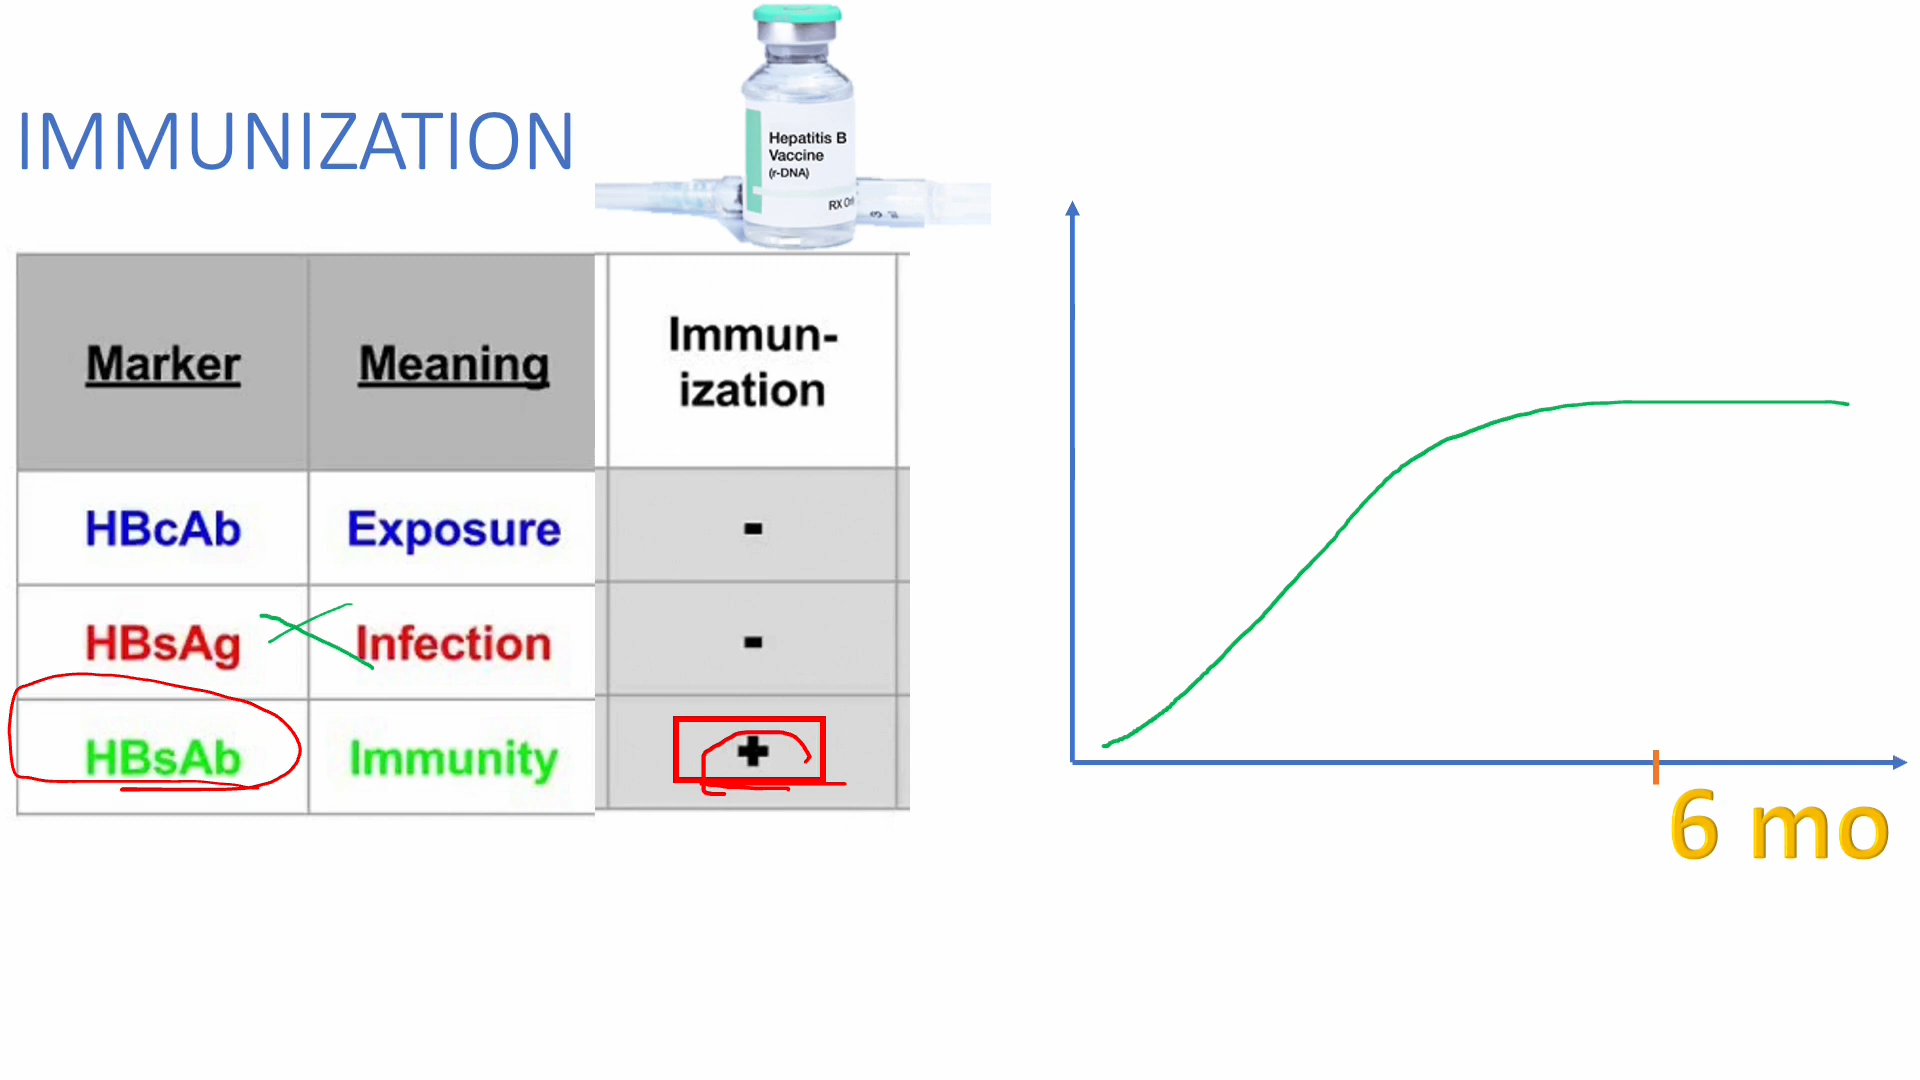 IMMUNIZATION
Hepatitis B
Vaccine
(r-DNA)
Marker
Meaning
Immun-
ization
HBcAb
Exposure
-
HBsAg
Infection
-
HBsAb
Immunity
+
6 mo